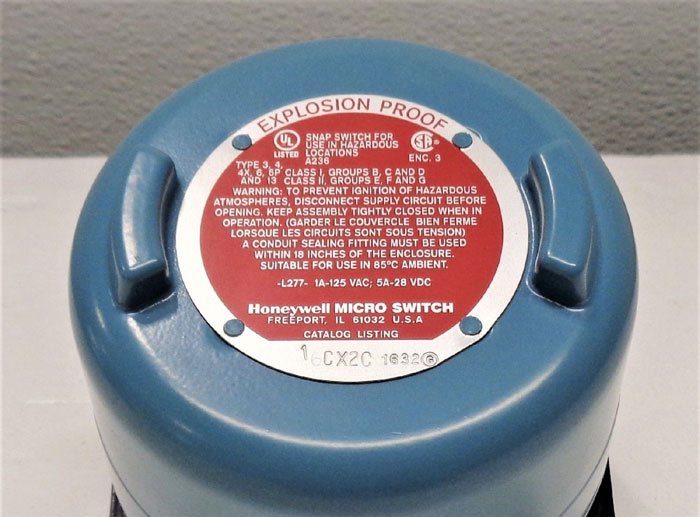 EXPLOSION PROOF
UL
LISTED
SNAP SWITCH FOR
USE IN HAZARDOUS
LOCATIONS
A236
SA
ENC. 3
TYPE 3, 4,
4X, 6, 6P CLASS I, GROUPS B, C AND D
AND 13 CLASS II, GROUPS E, F AND G
WARNING: TO PREVENT IGNITION OF HAZARDOUS
ATMOSPHERES, DISCONNECT SUPPLY CIRCUIT BEFORE
OPENING. KEEP ASSEMBLY TIGHTLY CLOSED WHEN IN
OPERATION. (GARDER LE COUVERCLE BIEN FERME
LORSQUE LES CIRCUITS SONT SOUS TENSION)
A CONDUIT SEALING FITTING MUST BE USED
WITHIN 18 INCHES OF THE ENCLOSURE.
SUITABLE FOR USE IN 85°C AMBIENT.
-L277- 1A-125 VAC; 5A-28 VDC
Honeywell MICRO SWITCH
FREEPORT, IL 61032 U.S.A
CATALOG LISTING
16CX2C 1632